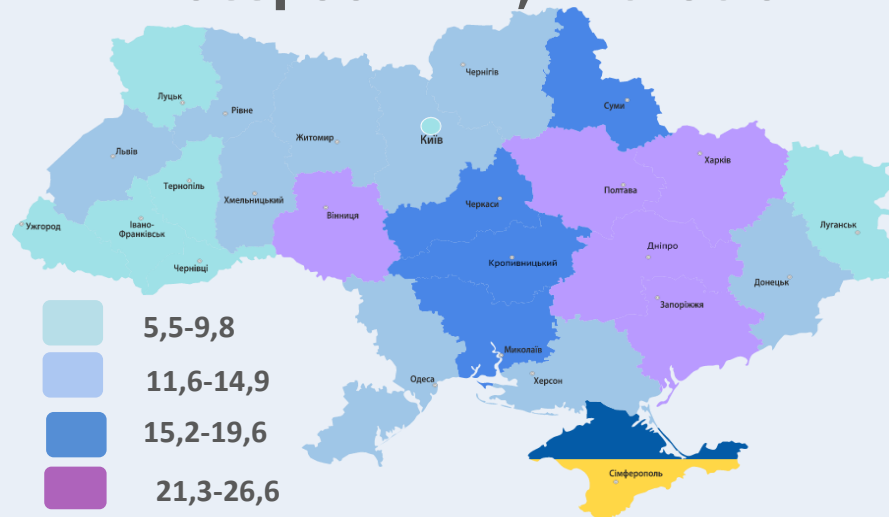 Чернігів
Луцьк
Суми
Рівне
Київ
Житомир
Львів
Харків
Тернопіль
Полтава
Хмельницький
Черкаси
Вінниця
Ужгород
Івано-
Франківськ
Луганськ
Дніпро
Чернівці
Кропивницький
Донецьк
Запоріжжя
5,5-9,8
Миколаїв
11,6-14,9
Одеса
Херсон
15,2-19,6
Сімферополь
21,3-26,6